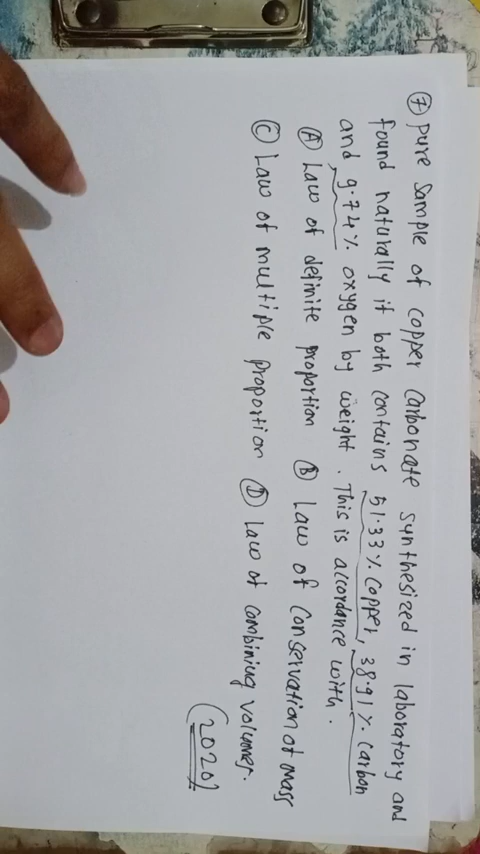 ⑦ pure sample of copper carbonate synthesized in laboratory and
found naturally if both contains 51.33% copper, 38.91% carbon
and 9.74% oxygen by weight. This is accordance with.
Ⓐ Law of definite proportion Ⓑ Law of Conservation of mass
Ⓒ Law of multiple proportion Ⓓ Law of combining volumes.
(2020)